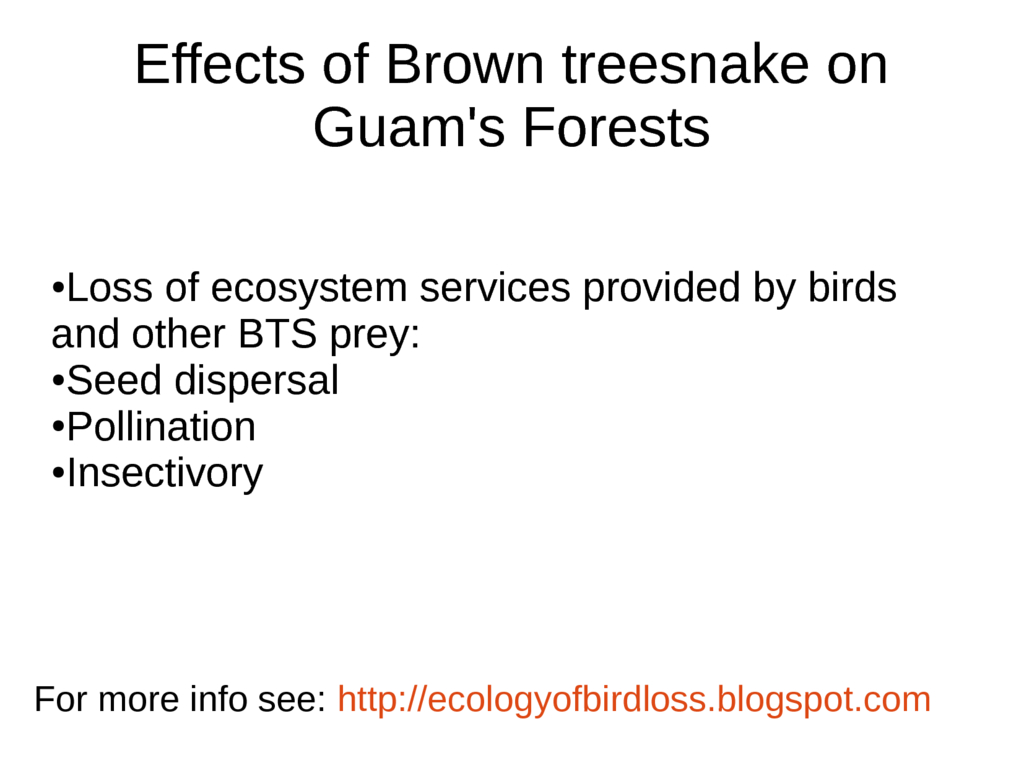 Effects of Brown treesnake on
Guam's Forests
•Loss of ecosystem services provided by birds
and other BTS prey:
•Seed dispersal
•Pollination
•Insectivory
For more info see: http://ecologyofbirdloss.blogspot.com